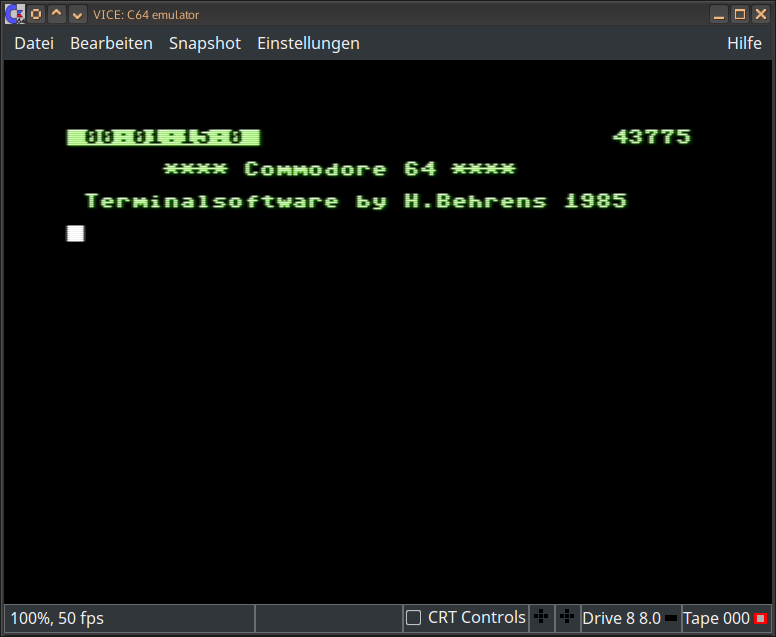 VICE: C64 emulator
Datei Bearbeiten Snapshot Einstellungen Hilfe
00:01:15:0 43775
**** Commodore 64 ****
Terminalsoftware by H.Behrens 1985
100%, 50 fps CRT Controls Drive 8 8.0 Tape 000